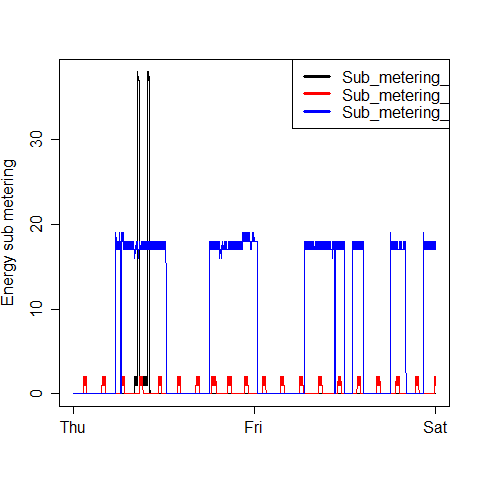 Sub_metering_
Sub_metering_
Sub_metering_
Energy sub metering
30
20
10
0
Thu Fri Sat